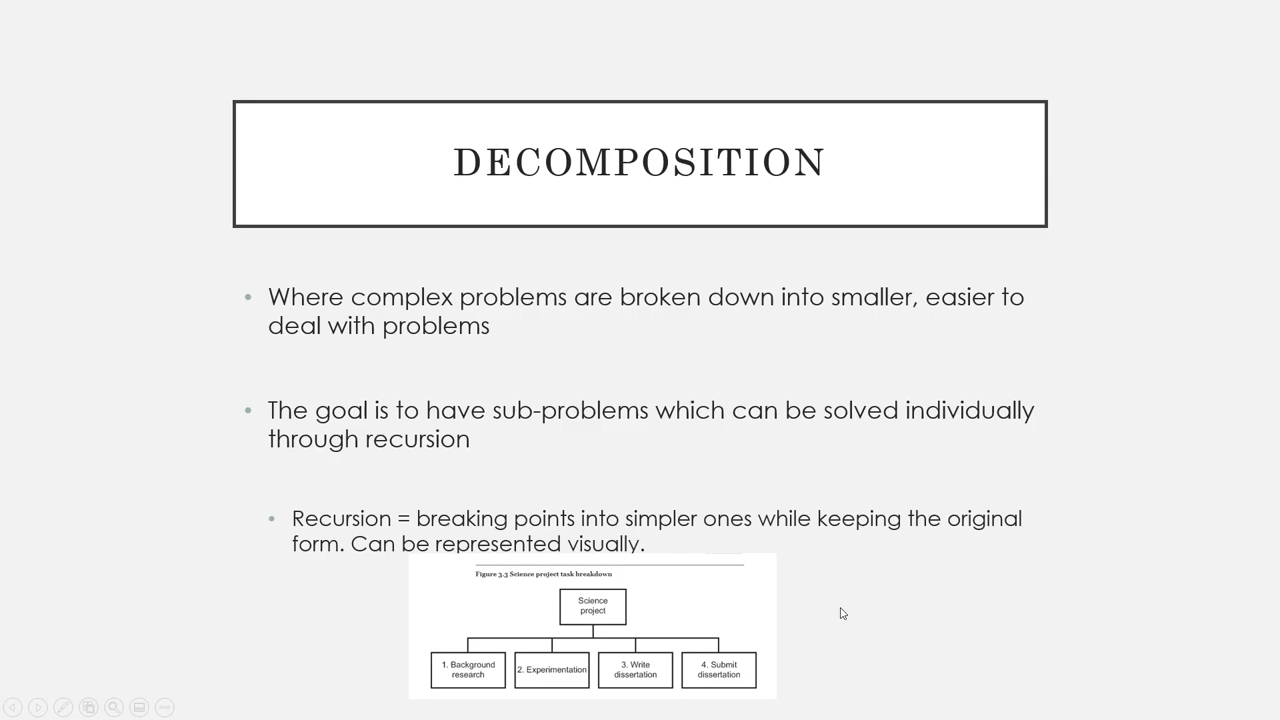 DECOMPOSITION
• Where complex problems are broken down into smaller, easier to
deal with problems
• The goal is to have sub-problems which can be solved individually
through recursion
• Recursion = breaking points into simpler ones while keeping the original
form. Can be represented visually.
Figure 3.3 Science project task breakdown
Science
project
1. Background
research
2. Experimentation
3. Write
dissertation
4. Submit
dissertation